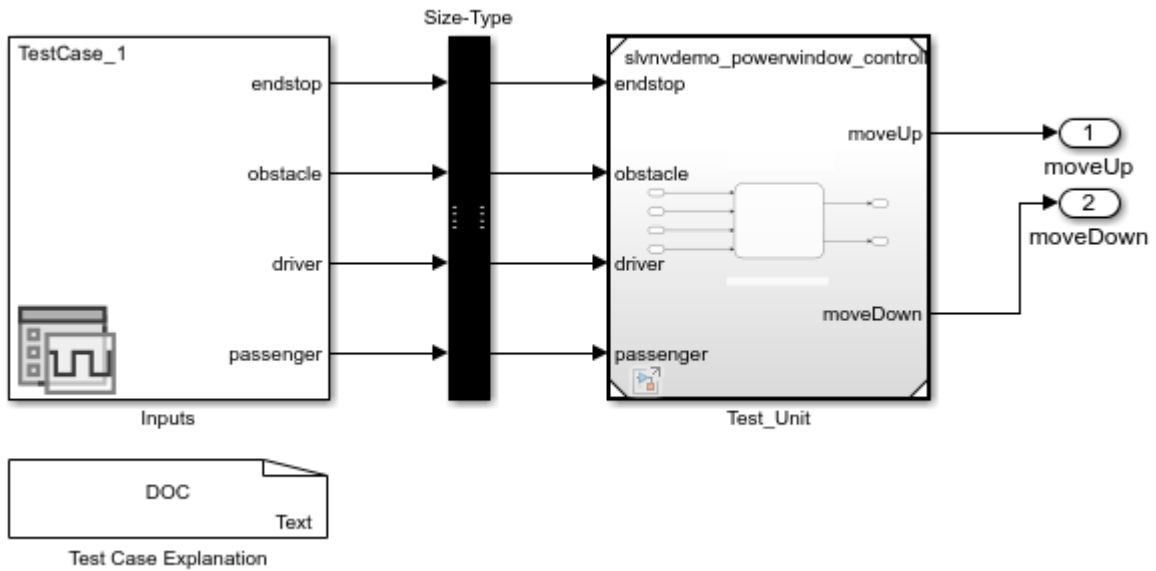 Size-Type
TestCase_1
slvnvdemo_powerwindow_controll
endstop
endstop
moveUp
1
moveUp
obstacle
obstacle
2
moveDown
driver
driver
moveDown
passenger
passenger
Inputs
Test_Unit
DOC
Text
Test Case Explanation